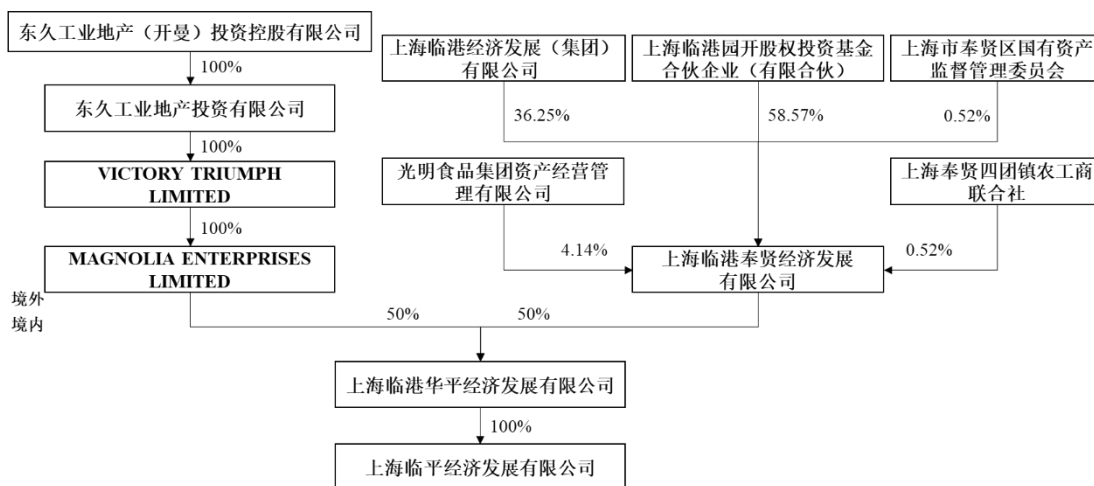 东久工业地产（开曼）投资控股有限公司
100%
东久工业地产投资有限公司
100%
VICTORY TRIUMPH
LIMITED
100%
MAGNOLIA ENTERPRISES
LIMITED
境外
境内
上海临港经济发展（集团）
有限公司
上海临港园开股权投资基金
合伙企业（有限合伙）
上海市奉贤区国有资产
监督管理委员会
36.25%
58.57%
0.52%
光明食品集团资产经营管
理有限公司
上海奉贤四团镇农工商
联合社
4.14%
上海临港奉贤经济发展
有限公司
0.52%
50%
50%
上海临港华平经济发展有限公司
100%
上海临平经济发展有限公司